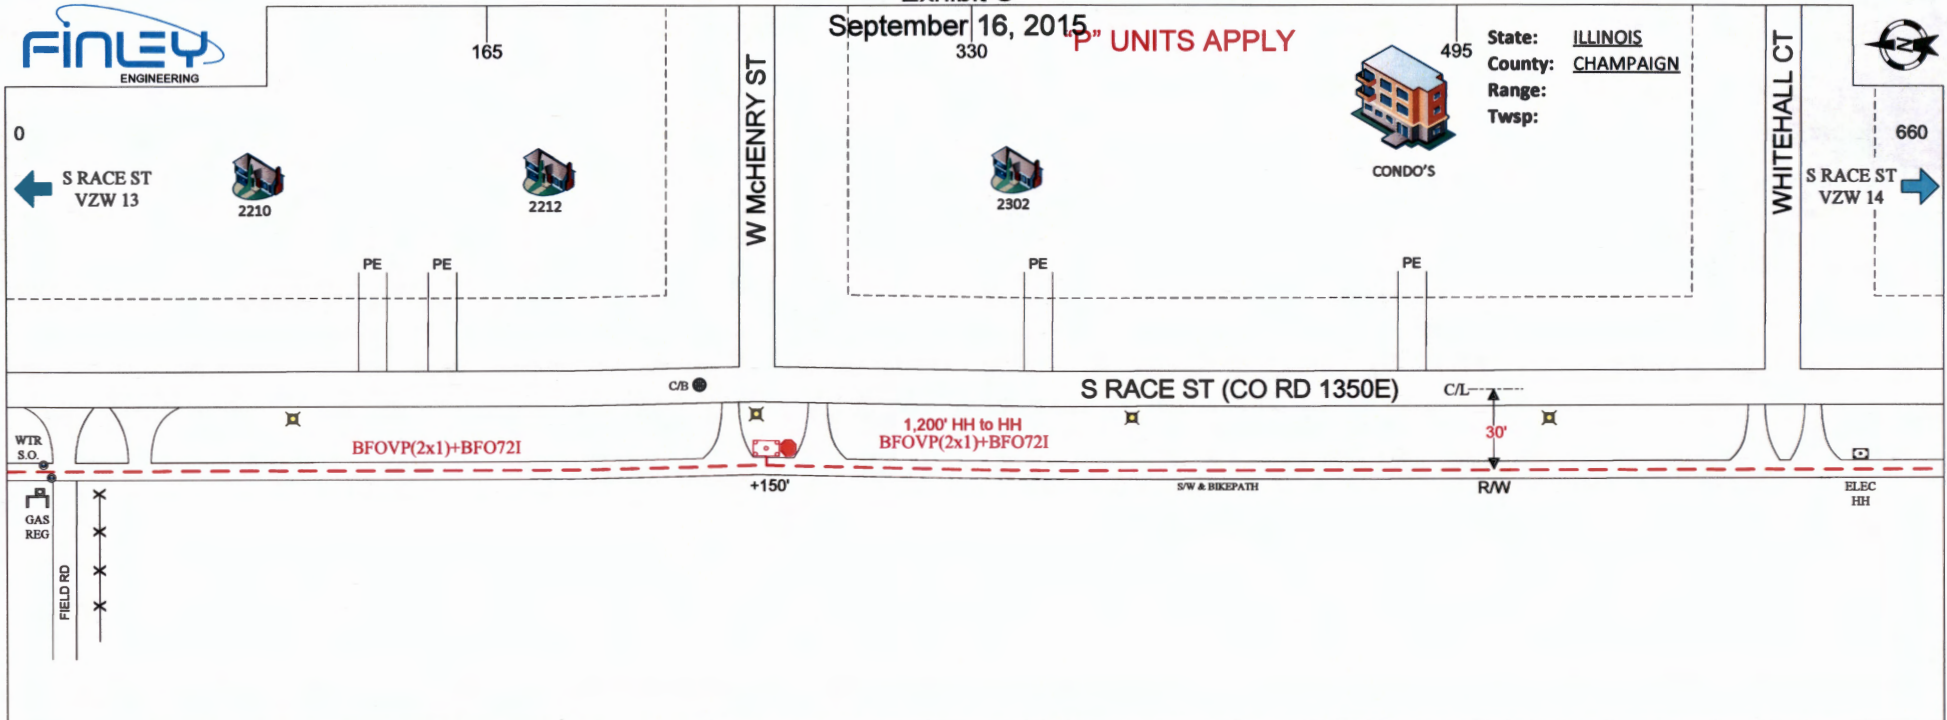 September 16, 2015
"P" UNITS APPLY
FINLEY
ENGINEERING
165
330
495
State: ILLINOIS
County: CHAMPAIGN
Range:
Twsp:
N
0
660
S RACE ST
VZW 13
2210
2212
W McHENRY ST
2302
CONDO'S
WHITEHALL CT
S RACE ST
VZW 14
PE
PE
PE
PE
C/B
S RACE ST (CO RD 1350E)
C/L
WTR
S.O.
BFOVP(2x1)+BFO72I
1,200' HH to HH
BFOVP(2x1)+BFO72I
30'
+150'
S/W & BIKEPATH
R/W
ELEC
HH
GAS
REG
FIELD RD